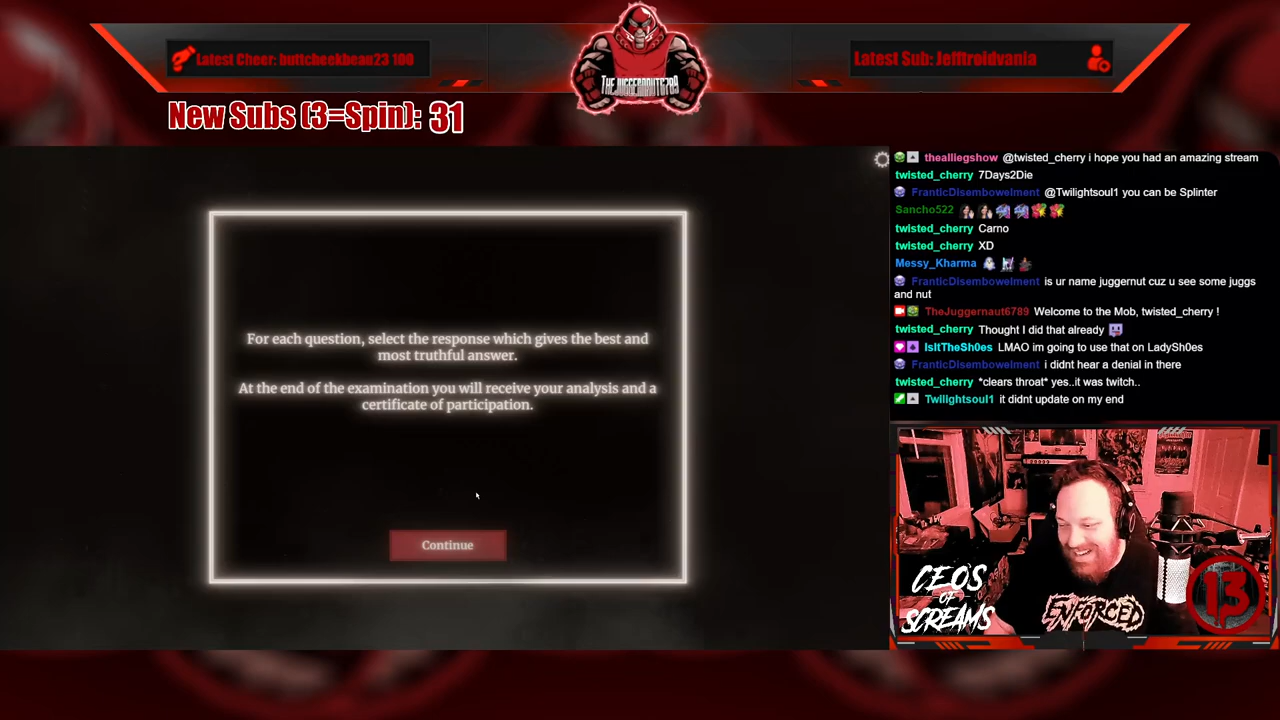 Latest Cheer: buttcheekbeau23 100
THEJUGGERNAUT6789
Latest Sub: Jefftroidvania
New Subs (3=Spin): 31
For each question, select the response which gives the best and
most truthful answer.
At the end of the examination you will receive your analysis and a
certificate of participation.
Continue
thealliegshow @twisted_cherry i hope you had an amazing stream
twisted_cherry 7Days2Die
FranticDisembowelment @Twilightsoul1 you can be Splinter
Sancho522
twisted_cherry Carno
twisted_cherry XD
Messy_Kharma
FranticDisembowelment is ur name juggernut cuz u see some juggs
and nut
TheJuggernaut6789 Welcome to the Mob, twisted_cherry !
twisted_cherry Thought I did that already
IsItTheSh0es LMAO im going to use that on LadySh0es
FranticDisembowelment i didnt hear a denial in there
twisted_cherry *clears throat* yes..it was twitch..
Twilightsoul1 it didnt update on my end
CEOS
OF
SCREAMS
ENFORCED
13